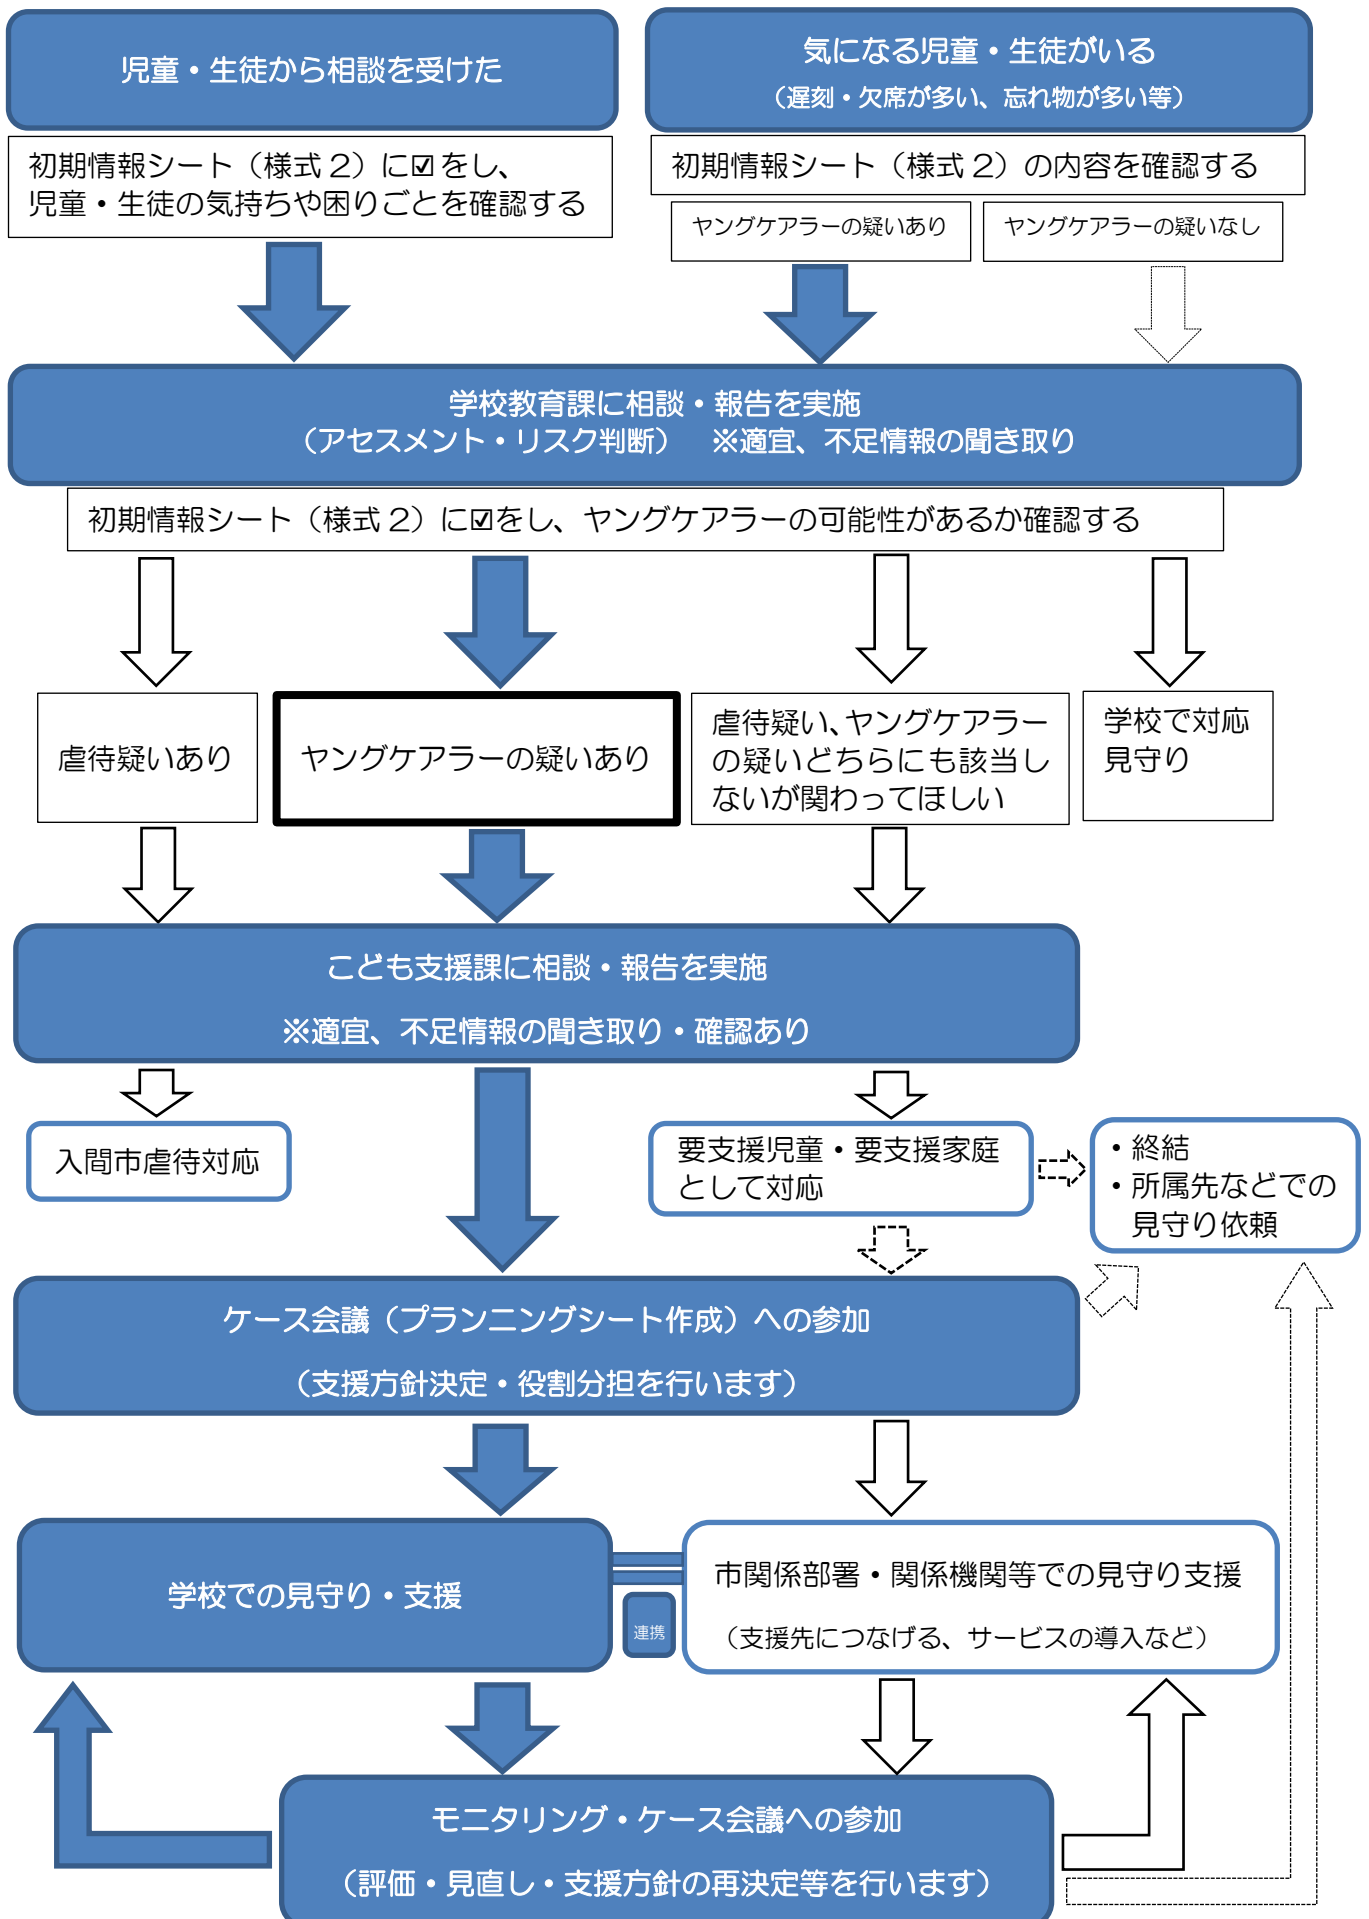 児童・生徒から相談を受けた
気になる児童・生徒がいる
（遅刻・欠席が多い、忘れ物が多い等）
初期情報シート（様式２）に☑をし、
児童・生徒の気持ちや困りごとを確認する
初期情報シート（様式２）の内容を確認する
ヤングケアラーの疑いあり
ヤングケアラーの疑いなし
学校教育課に相談・報告を実施
（アセスメント・リスク判断）　※適宜、不足情報の聞き取り
初期情報シート（様式２）に☑をし、ヤングケアラーの可能性があるか確認する
虐待疑いあり
ヤングケアラーの疑いあり
虐待疑い、ヤングケアラー
の疑いどちらにも該当し
ないが関わってほしい
学校で対応
見守り
こども支援課に相談・報告を実施
※適宜、不足情報の聞き取り・確認あり
入間市虐待対応
要支援児童・要支援家庭
として対応
・終結
・所属先などでの
見守り依頼
ケース会議（プランニングシート作成）への参加
（支援方針決定・役割分担を行います）
学校での見守り・支援
連携
市関係部署・関係機関等での見守り支援
（支援先につなげる、サービスの導入など）
モニタリング・ケース会議への参加
（評価・見直し・支援方針の再決定等を行います）